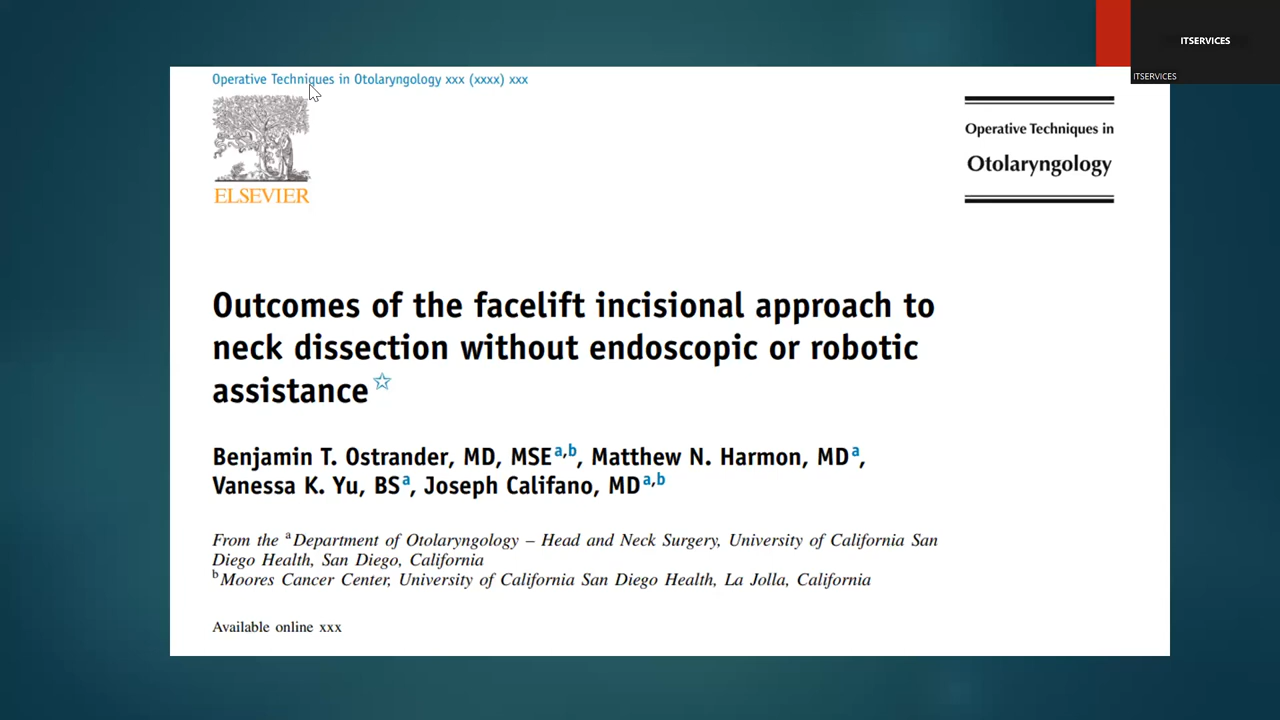 ITSERVICES
ITSERVICES
Operative Techniques in Otolaryngology xxx (xxxx) xxx
ELSEVIER
Operative Techniques in
Otolaryngology
Outcomes of the facelift incisional approach to
neck dissection without endoscopic or robotic
assistance☆
Benjamin T. Ostrander, MD, MSEa,b, Matthew N. Harmon, MDa,
Vanessa K. Yu, BSa, Joseph Califano, MDa,b
From the aDepartment of Otolaryngology – Head and Neck Surgery, University of California San
Diego Health, San Diego, California
bMoores Cancer Center, University of California San Diego Health, La Jolla, California
Available online xxx